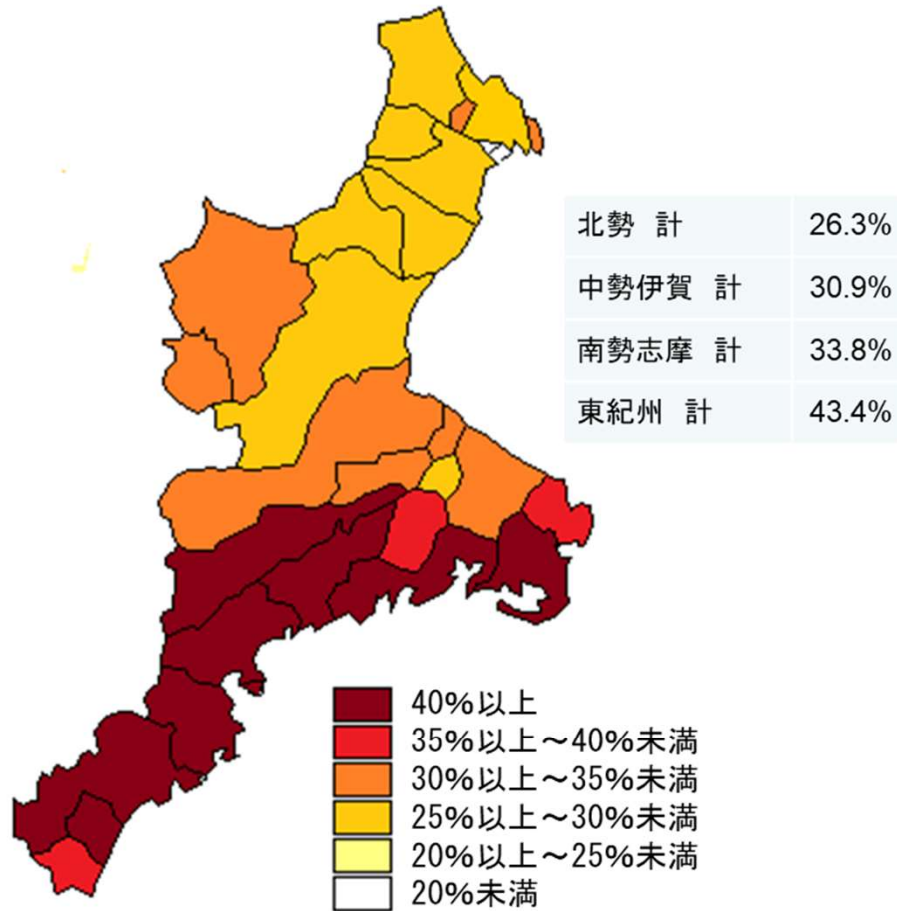 北勢 計 26.3%
中勢伊賀 計 30.9%
南勢志摩 計 33.8%
東紀州 計 43.4%
40%以上
35%以上～40%未満
30%以上～35%未満
25%以上～30%未満
20%以上～25%未満
20%未満